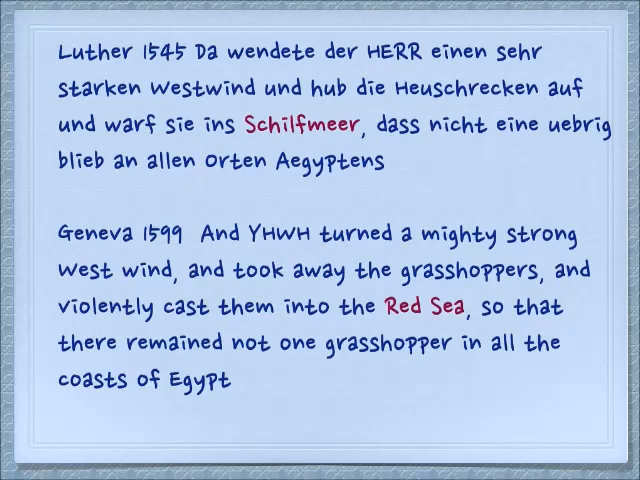 Luther 1545 Da wendete der HERR einen sehr
starken Westwind und hub die Heuschrecken auf
und warf sie ins Schilfmeer, dass nicht eine uebrig
blieb an allen Orten Aegyptens
Geneva 1599 And YHWH turned a mighty strong
West wind, and took away the grasshoppers, and
violently cast them into the Red Sea, so that
there remained not one grasshopper in all the
coasts of Egypt